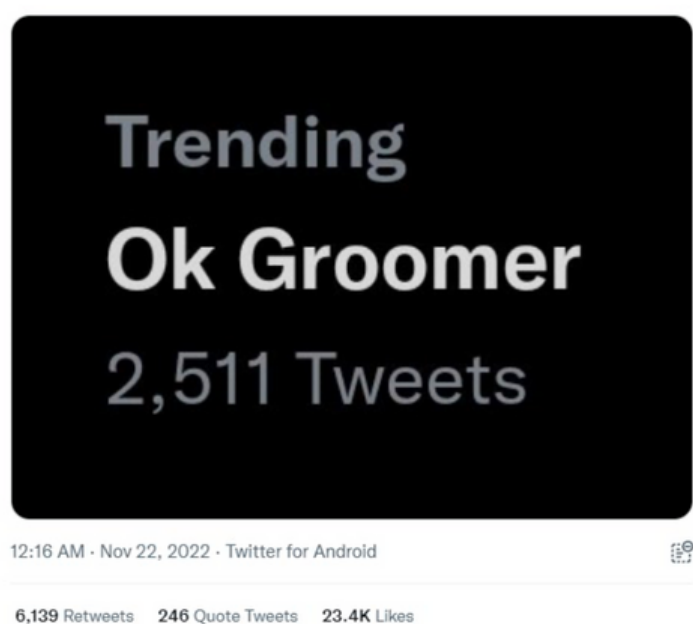 Trending
Ok Groomer
2,511 Tweets
12:16 AM · Nov 22, 2022 · Twitter for Android
6,139 Retweets 246 Quote Tweets 23.4K Likes